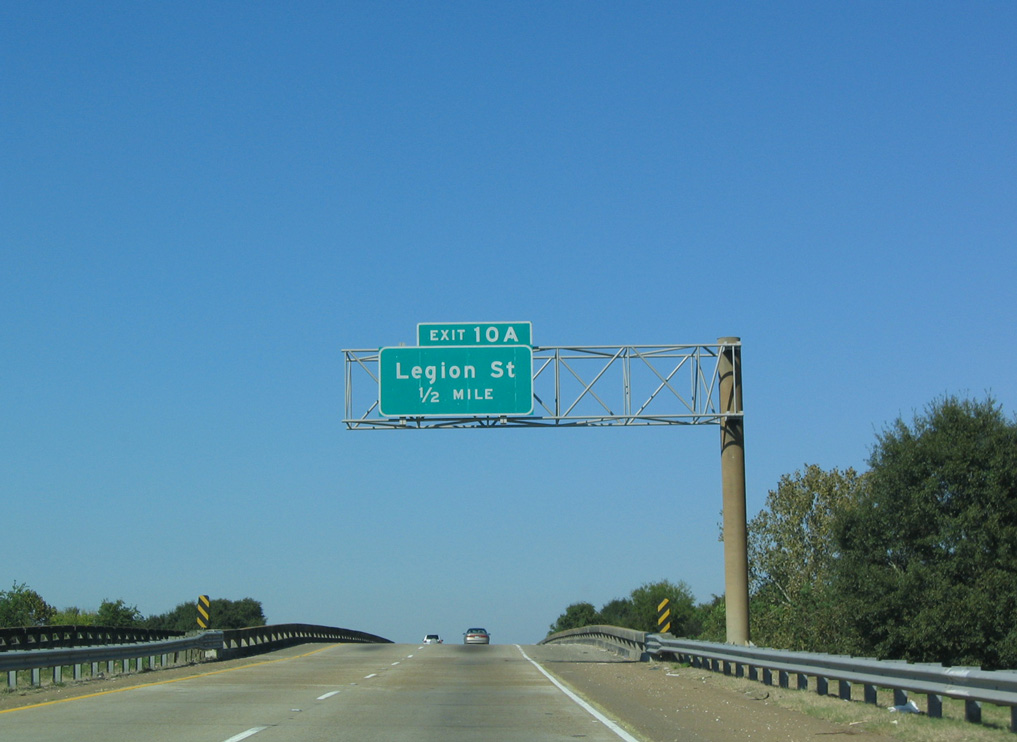 EXIT 10A
Legion St
1/2 MILE